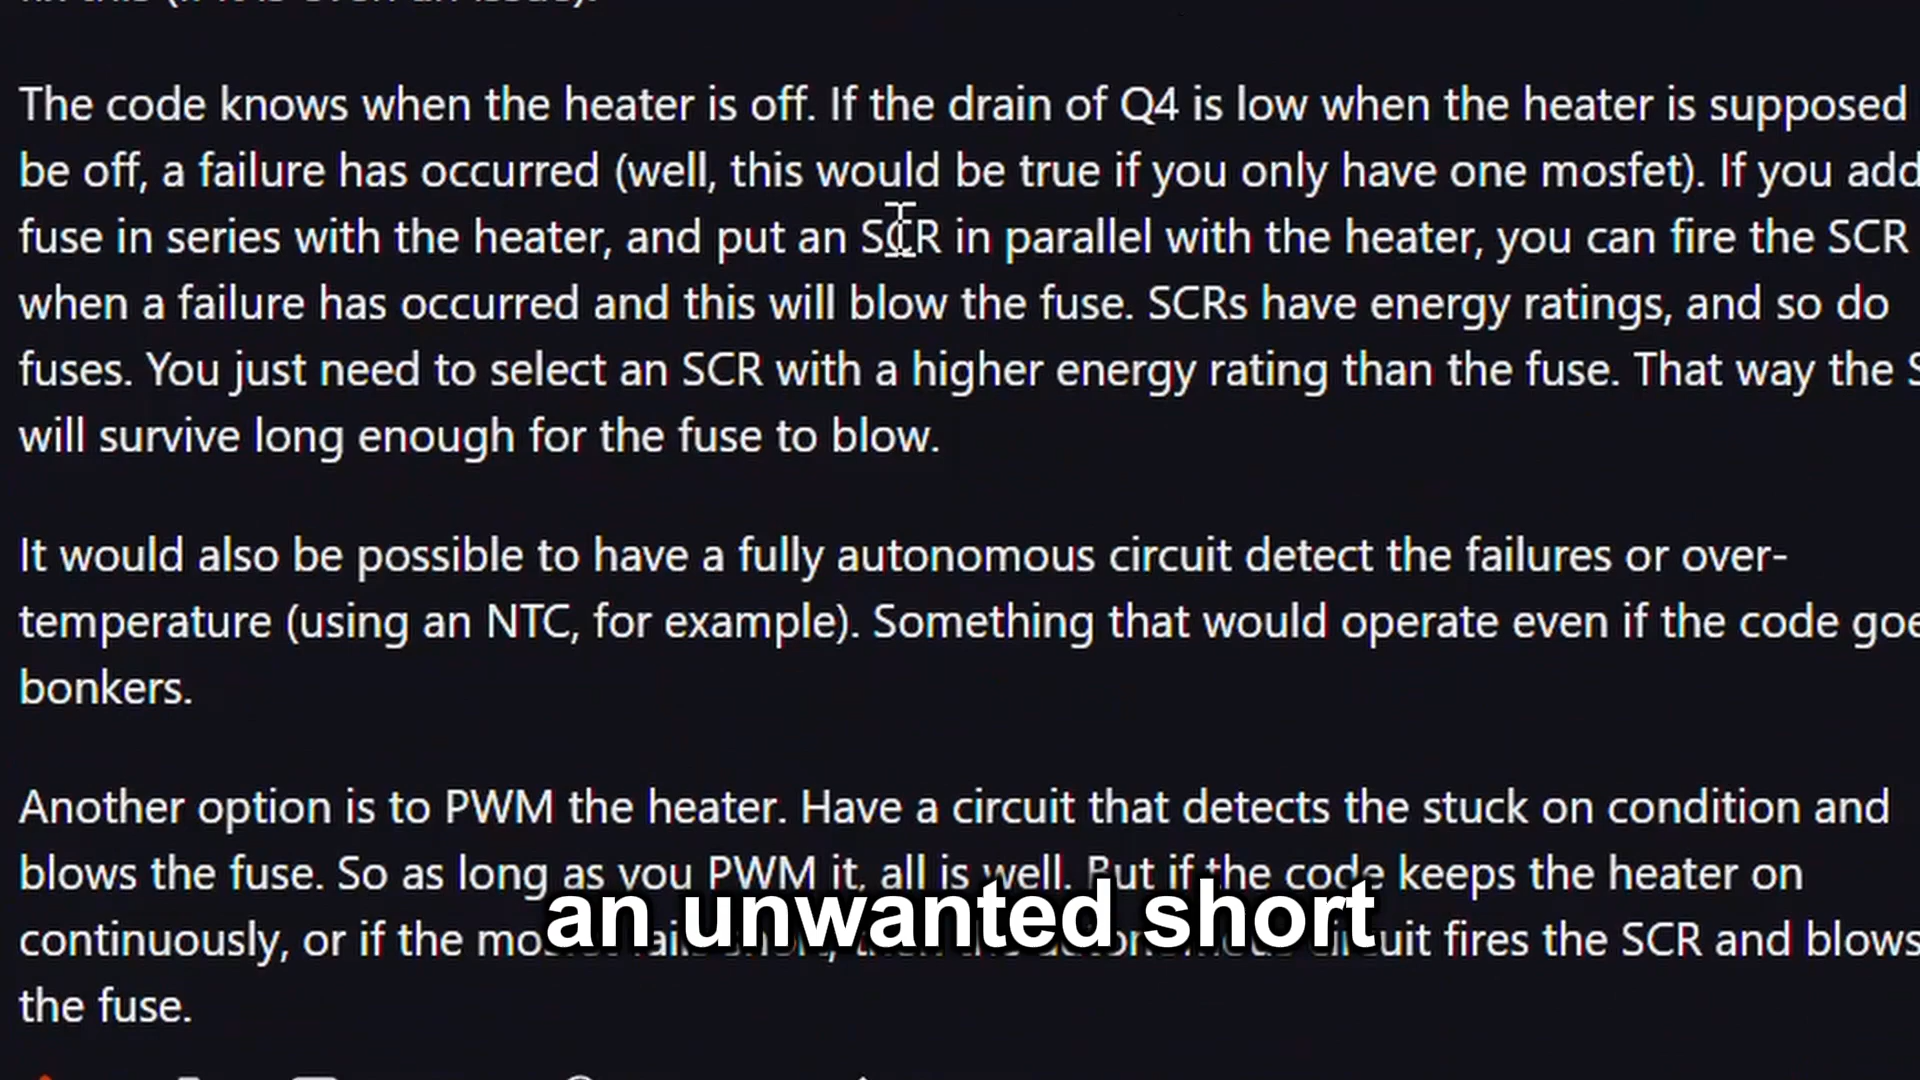 The code knows when the heater is off. If the drain of Q4 is low when the heater is supposed
be off, a failure has occurred (well, this would be true if you only have one mosfet). If you add
fuse in series with the heater, and put an SCR in parallel with the heater, you can fire the SCR
when a failure has occurred and this will blow the fuse. SCRs have energy ratings, and so do
fuses. You just need to select an SCR with a higher energy rating than the fuse. That way the S
will survive long enough for the fuse to blow.
It would also be possible to have a fully autonomous circuit detect the failures or over-
temperature (using an NTC, for example). Something that would operate even if the code goe
bonkers.
Another option is to PWM the heater. Have a circuit that detects the stuck on condition and
blows the fuse. So as long as you PWM it, all is well. But if the code keeps the heater on
continuously, or if the fires the SCR and blows
the fuse.
an unwanted short